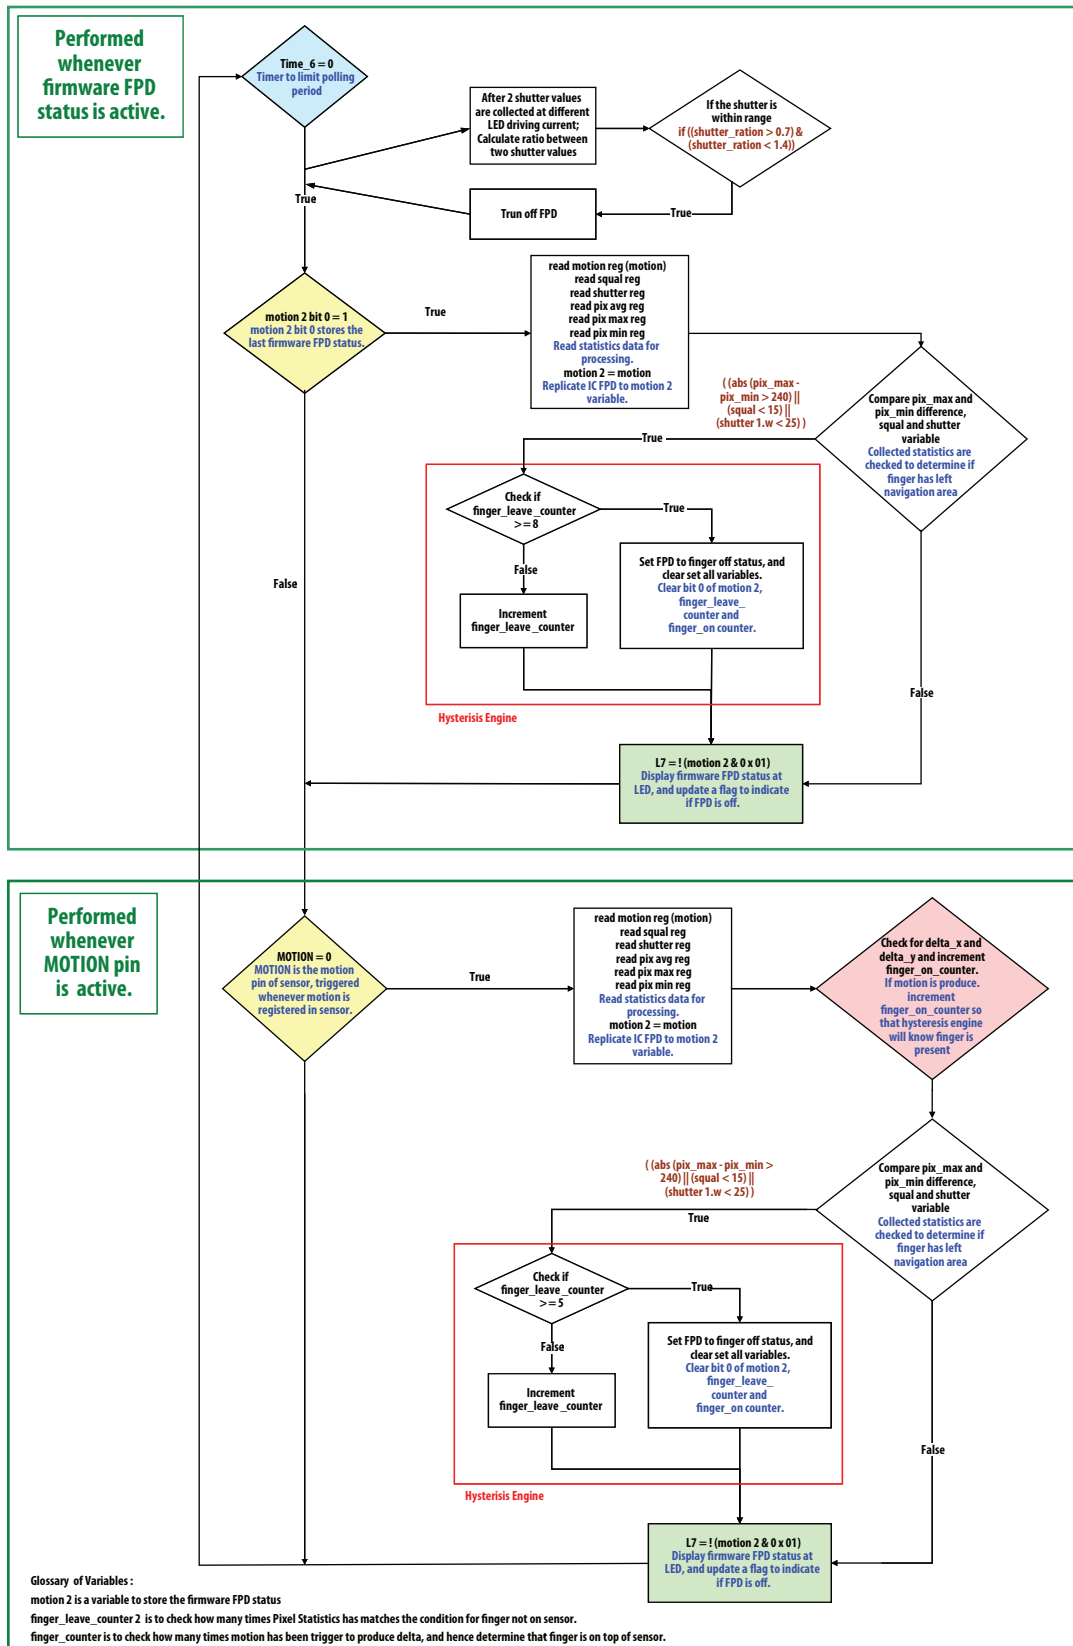 Performed
whenever
firmware FPD
status is active.
Time_6 = 0
Timer to limit polling
period
After 2 shutter values
are collected at different
LED driving current;
Calculate ratio between
two shutter values
If the shutter is
within range
if ((shutter_ration > 0.7) &
(shutter_ration < 1.4))
True
True
Trun off FPD
motion 2 bit 0 = 1
motion 2 bit 0 stores the
last firmware FPD status.
True
read motion reg (motion)
read squal reg
read shutter reg
read pix avg reg
read pix max reg
read pix min reg
Read statistics data for
processing.
motion 2 = motion
Replicate IC FPD to motion 2
variable.
( (abs (pix_max -
pix_min > 240) ||
(squal < 15) ||
(shutter 1.w < 25) )
Compare pix_max and
pix_min difference,
squal and shutter
variable
Collected statistics are
checked to determine if
finger has left
navigation area
True
Check if
finger_leave_counter
>= 8
True
False
Set FPD to finger off status, and
clear set all variables.
Clear bit 0 of motion 2,
finger_leave_
counter and
finger_on counter.
False
Increment
finger_leave_counter
False
Hysterisis Engine
L7 = ! (motion 2 & 0 x 01)
Display firmware FPD status at
LED, and update a flag to indicate
if FPD is off.
Performed
whenever
MOTION pin
is active.
MOTION = 0
MOTION is the motion
pin of sensor, triggered
whenever motion is
registered in sensor.
True
read motion reg (motion)
read squal reg
read shutter reg
read pix avg reg
read pix max reg
read pix min reg
Read statistics data for
processing.
motion 2 = motion
Replicate IC FPD to motion 2
variable.
Check for delta_x and
delta_y and increment
finger_on_counter.
If motion is produce.
increment
finger_on_counter so
that hysteresis engine
will know finger is
present
( (abs (pix_max - pix_min >
240) || (squal < 15) ||
(shutter 1.w < 25) )
True
Compare pix_max and
pix_min difference,
squal and shutter
variable
Collected statistics are
checked to determine if
finger has left
navigation area
Check if
finger_leave_counter
>= 5
True
False
Set FPD to finger off status, and
clear set all variables.
Clear bit 0 of motion 2,
finger_leave_
counter and
finger_on counter.
Increment
finger_leave_counter
False
Hysterisis Engine
L7 = ! (motion 2 & 0 x 01)
Display firmware FPD status at
LED, and update a flag to indicate
if FPD is off.
Glossary of Variables :
motion 2 is a variable to store the firmware FPD status
finger_leave_counter 2 is to check how many times Pixel Statistics has matches the condition for finger not on sensor.
finger_counter is to check how many times motion has been trigger to produce delta, and hence determine that finger is on top of sensor.